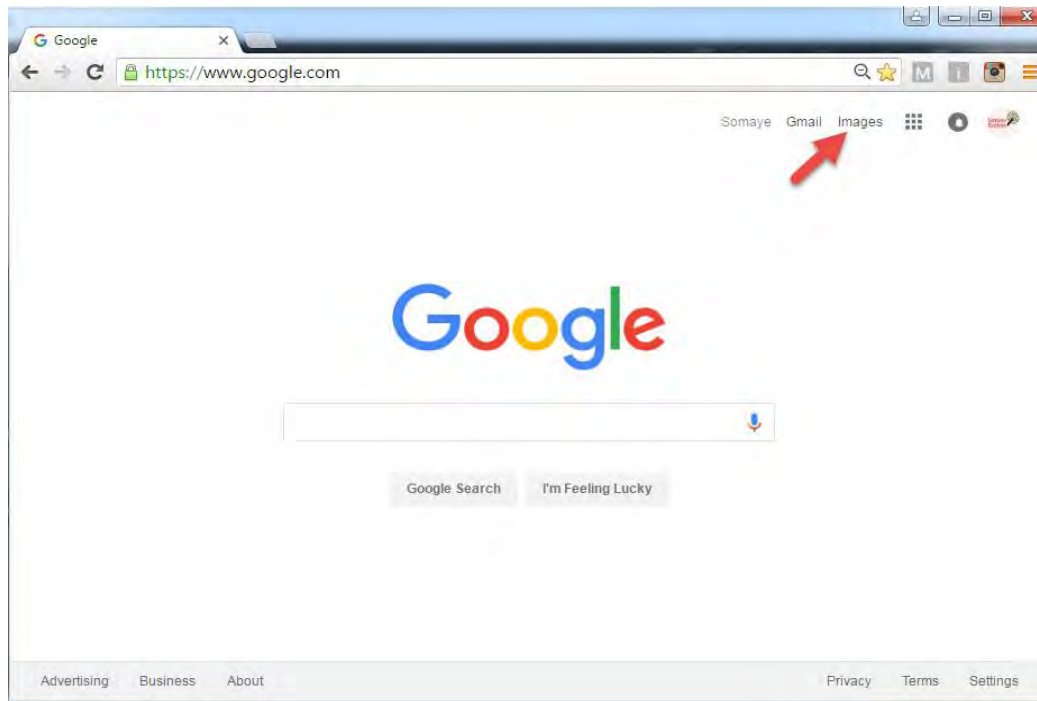 Google
https://www.google.com
Somaye Gmail Images
Google
Google Search I'm Feeling Lucky
Advertising Business About Privacy Terms Settings